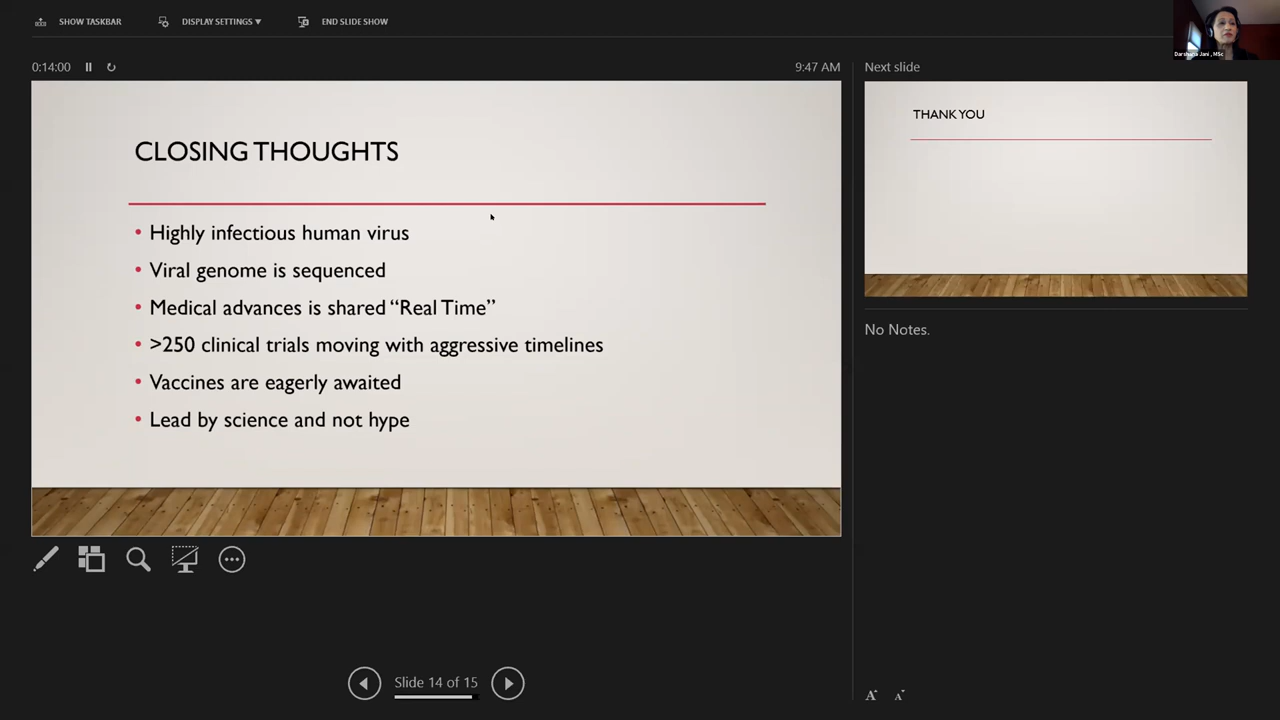 SHOW TASKBAR
DISPLAY SETTINGS ▼
END SLIDE SHOW
0:14:00
9:47 AM
CLOSING THOUGHTS
• Highly infectious human virus
• Viral genome is sequenced
• Medical advances is shared “Real Time”
• >250 clinical trials moving with aggressive timelines
• Vaccines are eagerly awaited
• Lead by science and not hype
Slide 14 of 15
Next slide
THANK YOU
No Notes.
A A
Jani , MSc